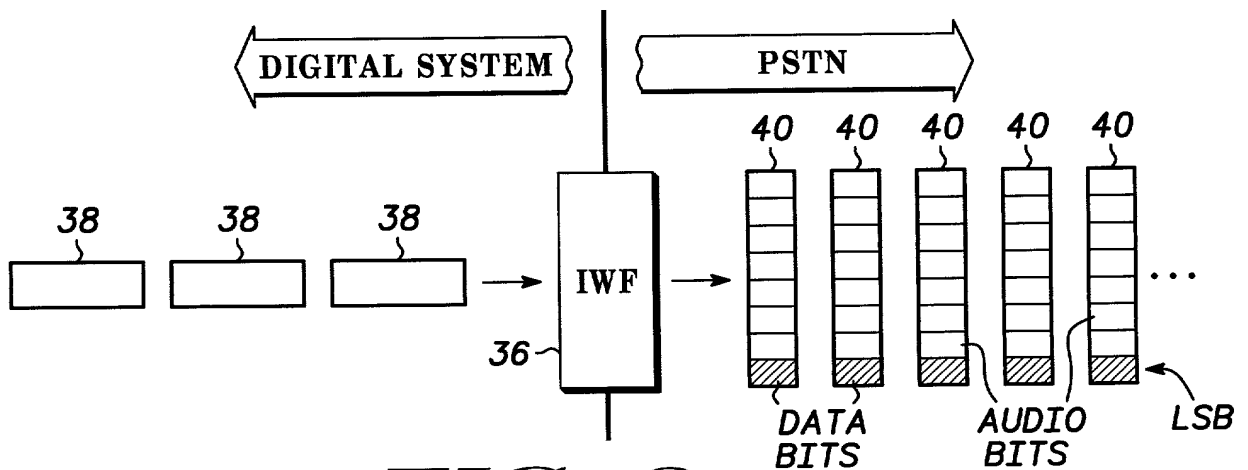 DIGITAL SYSTEM
PSTN
40 40 40 40 40
38 38 38
IWF
...
36
DATA BITS
AUDIO BITS
LSB